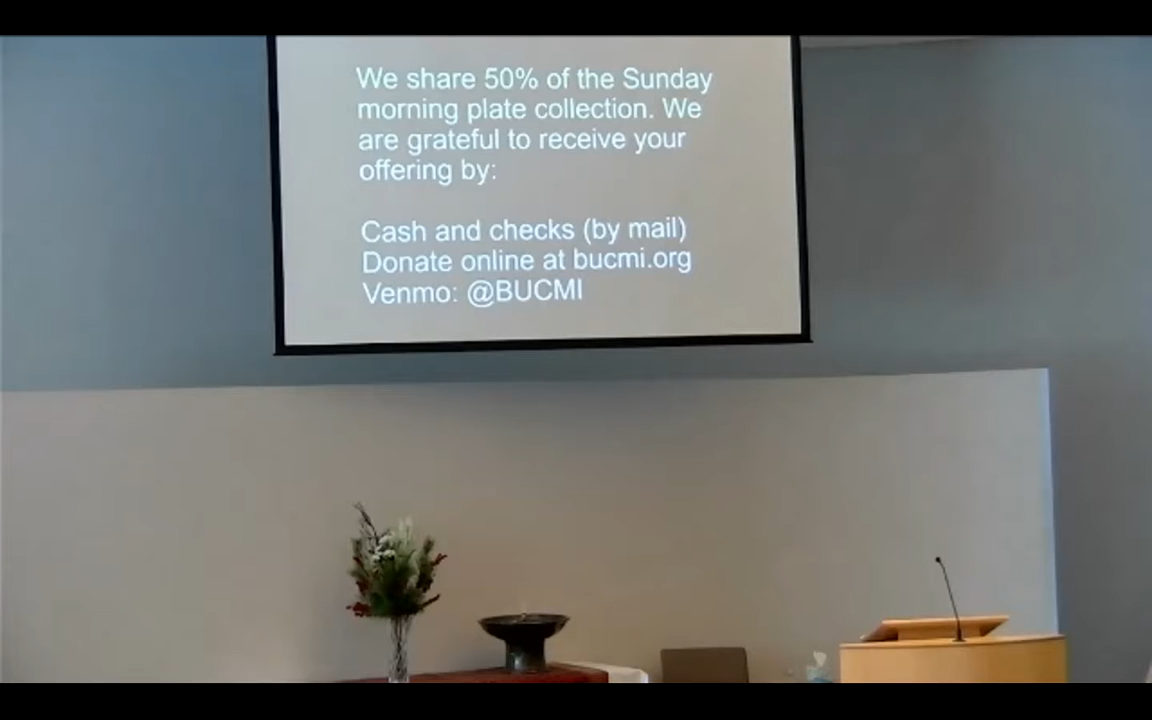 We share 50% of the Sunday
morning plate collection. We
are grateful to receive your
offering by:
Cash and checks (by mail)
Donate online at bucmi.org
Venmo: @BUCMI